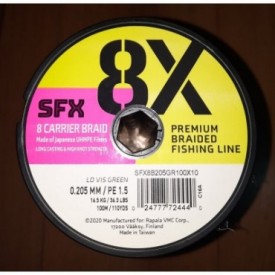 8X
SFX
8 CARRIER BRAID
Made of Japanese UHMPE Fibers
LONG CASTING & HIGH KNOT STRENGTH
PREMIUM
BRAIDED
FISHING LINE
LO VIS GREEN
0.205 MM / PE 1.5
16.5 KG / 36.3 LBS
100M / 110YDS
SFX8B205GR100X10
©2020 Manufactured for: Rapala VMC Corp.,
17200 Vääksy, Finland
Made in Taiwan